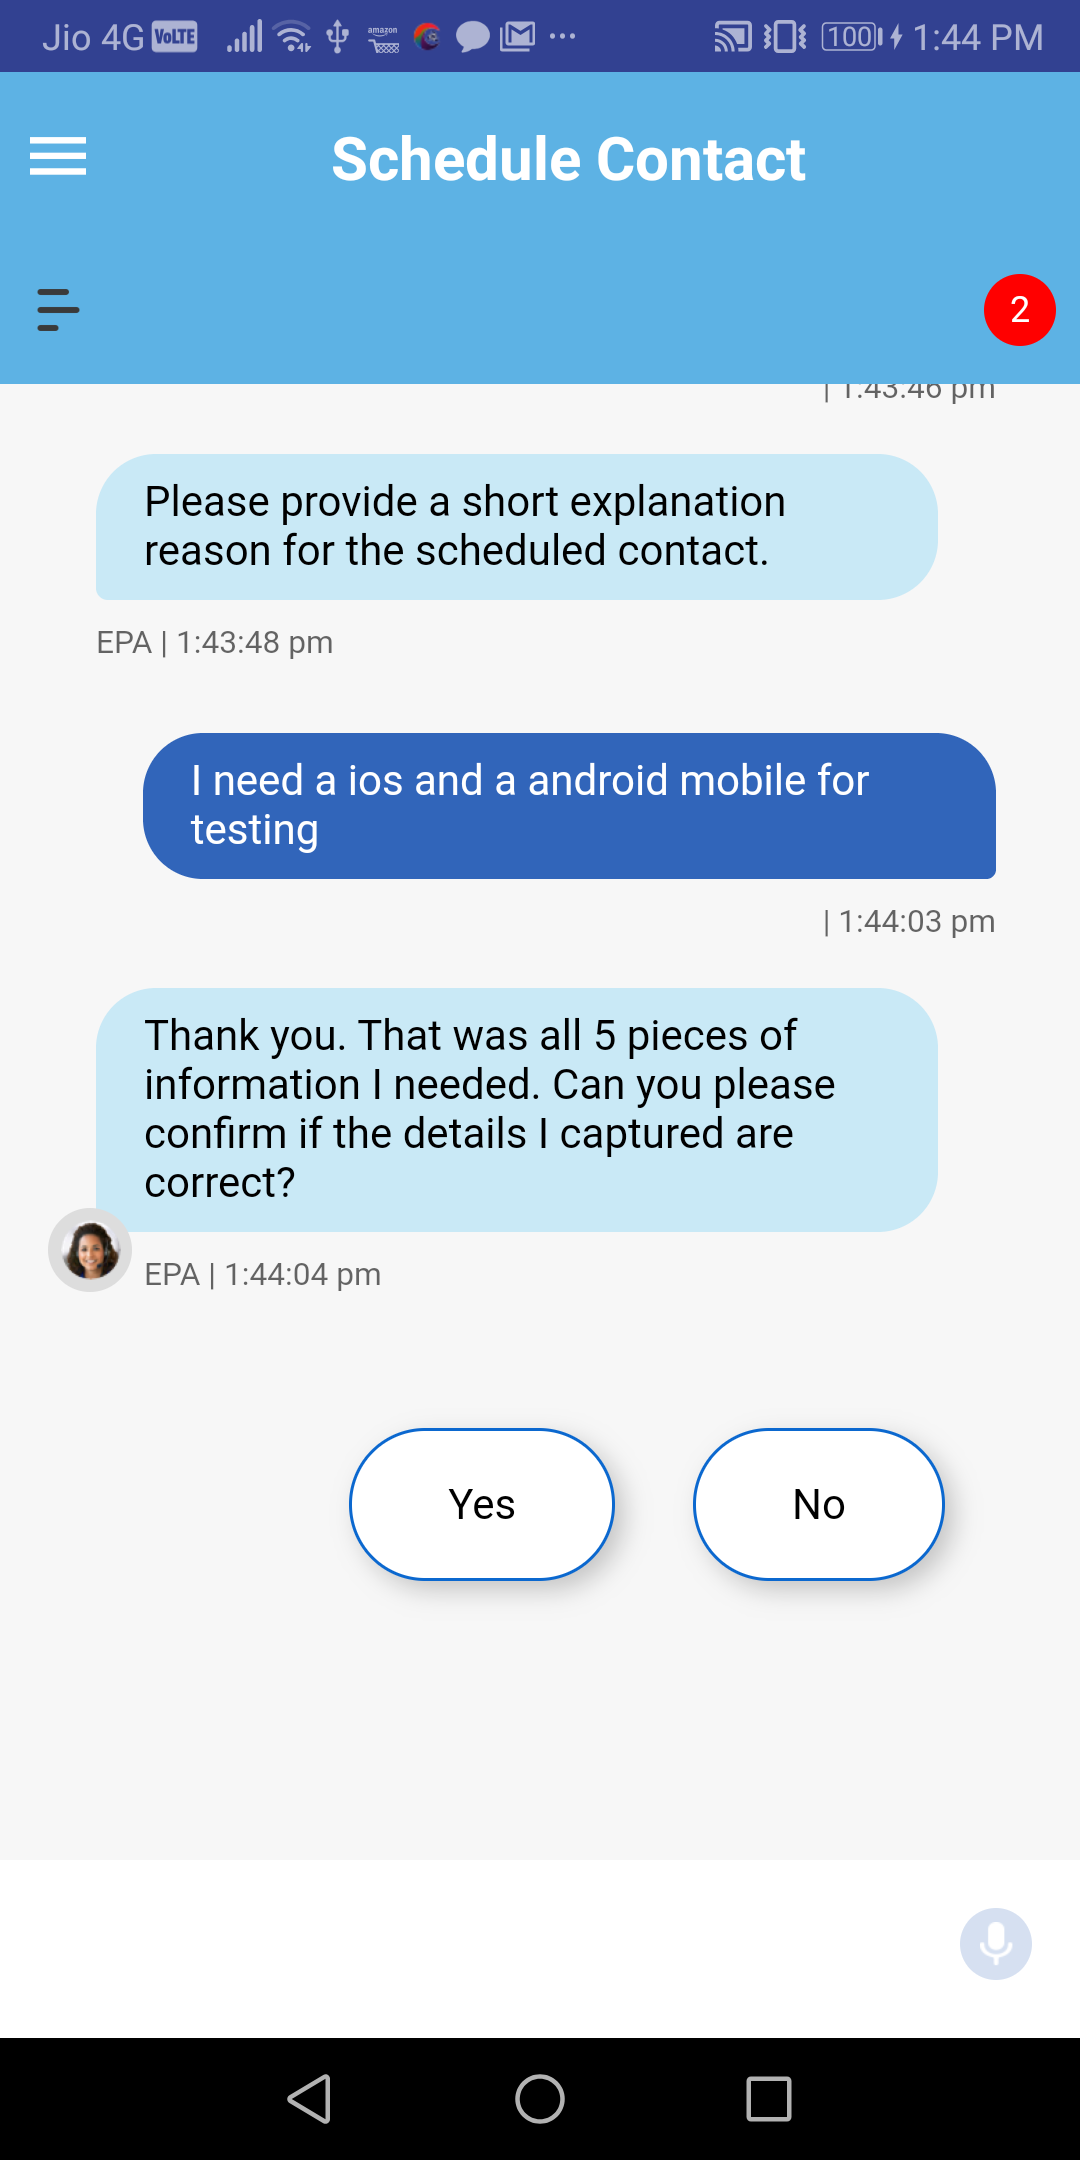 Jio 4G VoLTE amazon 100 1:44 PM
Schedule Contact
2
| 1:43:46 pm
Please provide a short explanation
reason for the scheduled contact.
EPA | 1:43:48 pm
I need a ios and a android mobile for
testing
| 1:44:03 pm
Thank you. That was all 5 pieces of
information I needed. Can you please
confirm if the details I captured are
correct?
EPA | 1:44:04 pm
Yes No